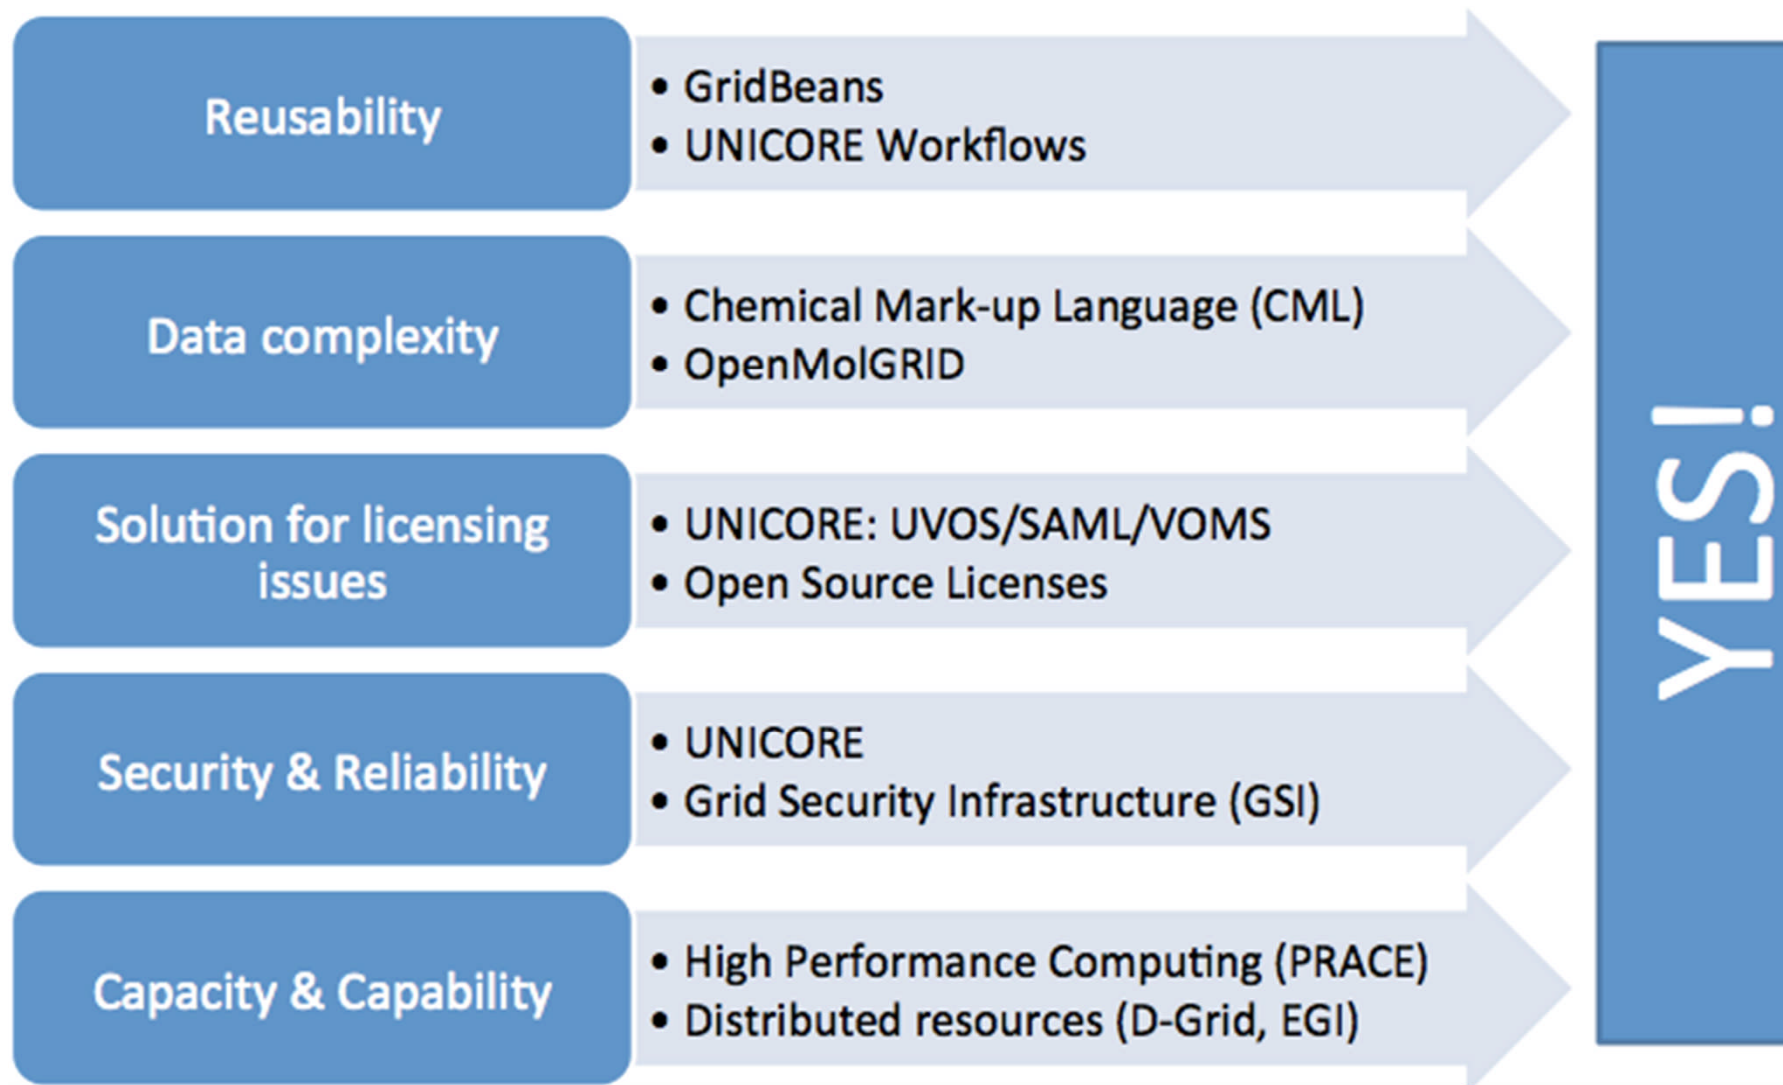 Reusability
• GridBeans
• UNICORE Workflows
Data complexity
• Chemical Mark-up Language (CML)
• OpenMolGRID
Solution for licensing
issues
• UNICORE: UVOS/SAML/VOMS
• Open Source Licenses
Security & Reliability
• UNICORE
• Grid Security Infrastructure (GSI)
Capacity & Capability
• High Performance Computing (PRACE)
• Distributed resources (D-Grid, EGI)
YES!